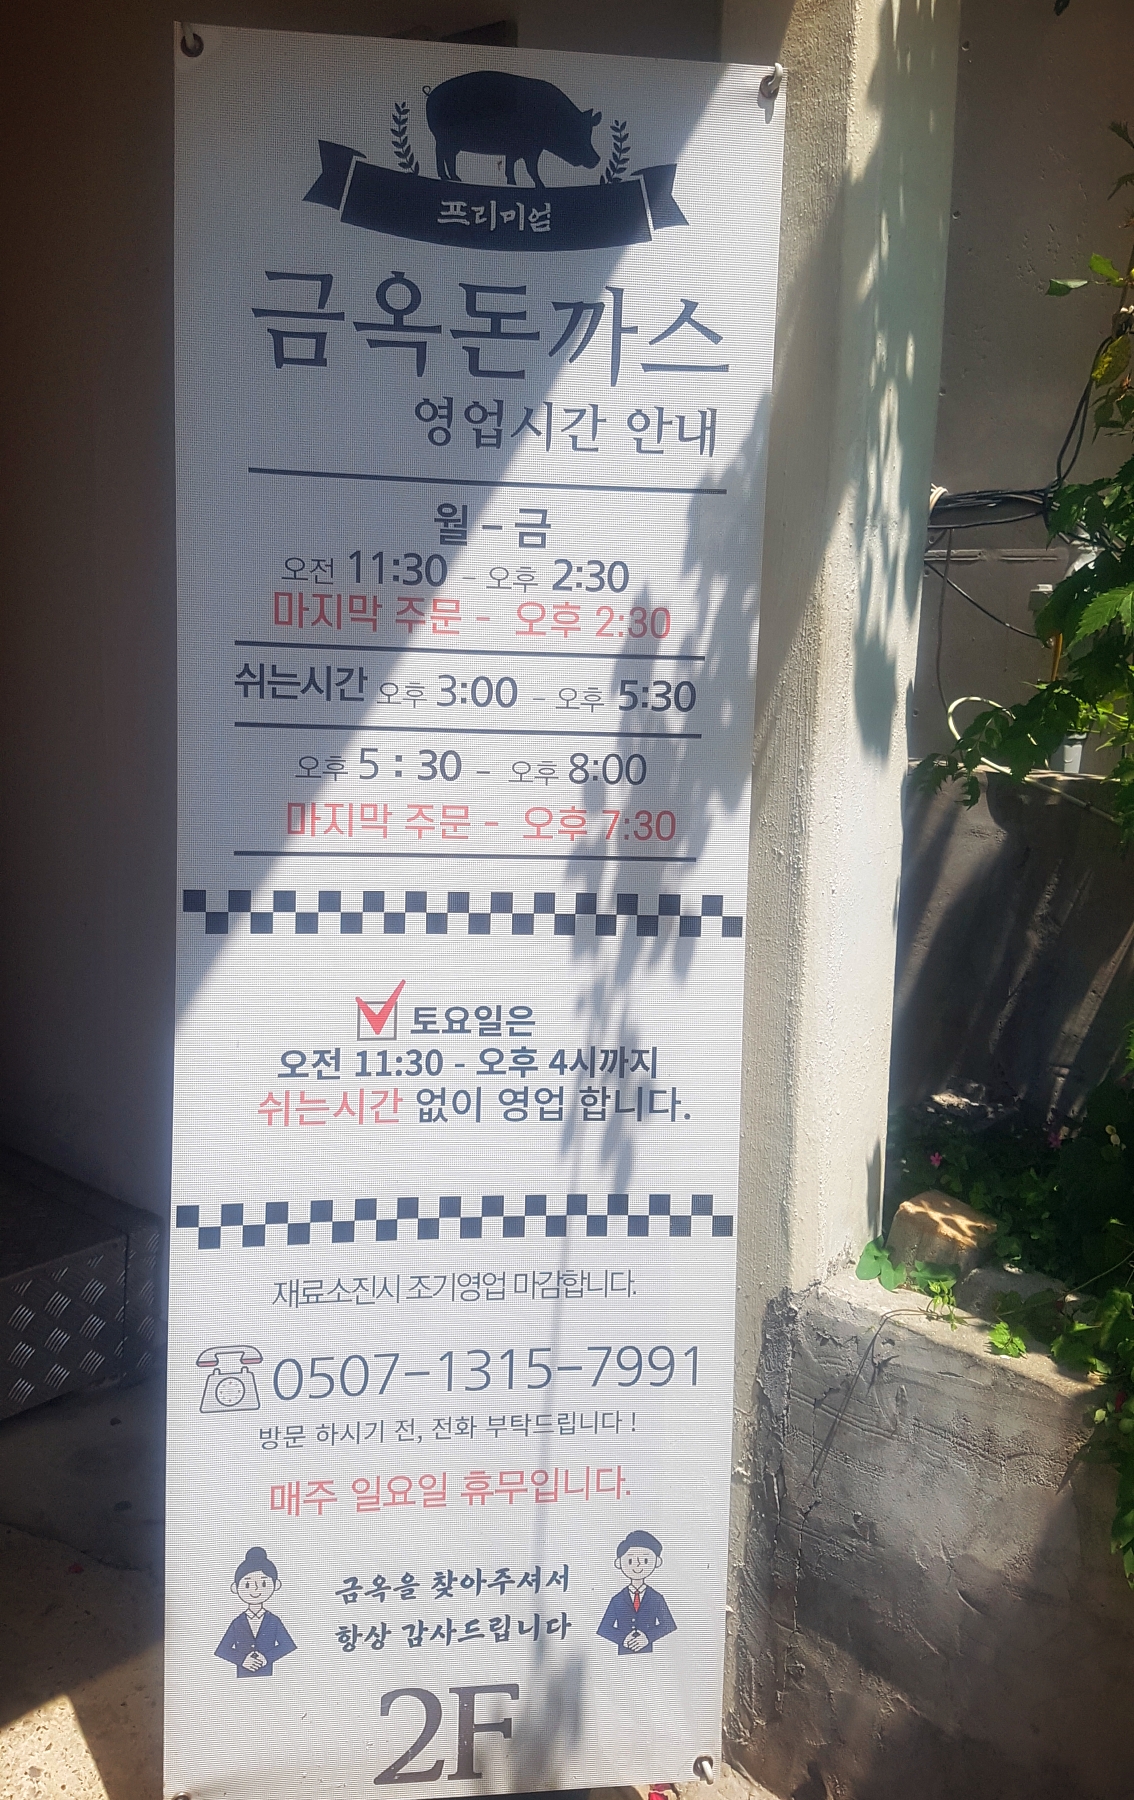 프리미엄
금옥돈까스
영업시간 안내
월 - 금
오전 11:30 - 오후 2:30
마지막 주문 - 오후 2:30
쉬는시간 오후 3:00 - 오후 5:30
오후 5 : 30 - 오후 8:00
마지막 주문 - 오후 7:30
토요일은
오전 11:30 - 오후 4시까지
쉬는시간 없이 영업 합니다.
재료소진시 조기영업 마감합니다.
0507-1315-7991
방문 하시기 전, 전화 부탁드립니다 !
매주 일요일 휴무입니다.
금옥을 찾아주셔서
항상 감사드립니다
2F